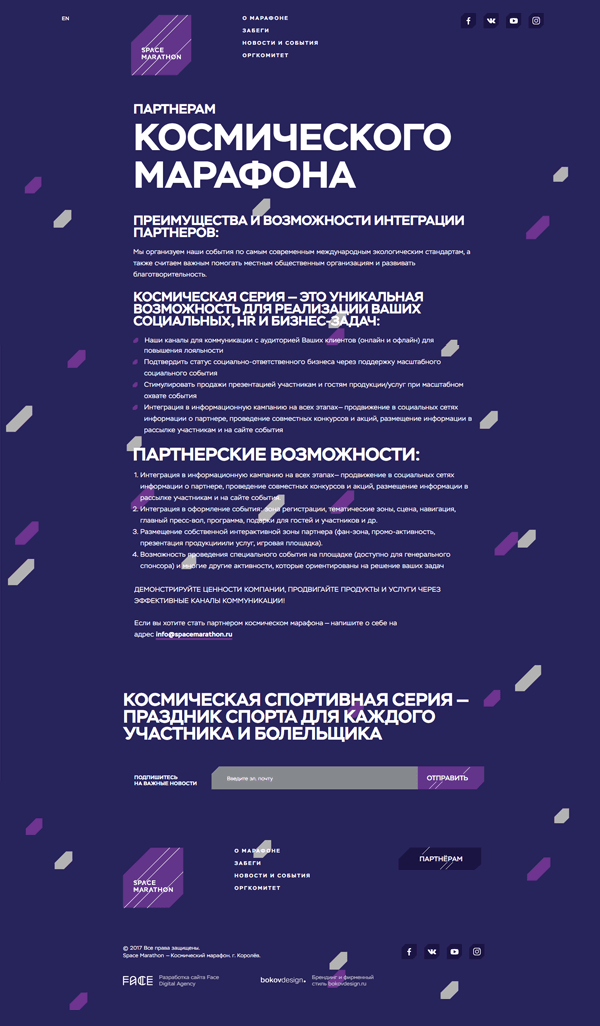 EN
SPACE
MARATHON
О МАРАФОНЕ
ЗАБЕГИ
НОВОСТИ И СОБЫТИЯ
ОРГКОМИТЕТ
ПАРТНЕРАМ
КОСМИЧЕСКОГО
МАРАФОНА
ПРЕИМУЩЕСТВА И ВОЗМОЖНОСТИ ИНТЕГРАЦИИ
ПАРТНЕРОВ:
Мы организуем наши события по самым современным международным экологическим стандартам, а
также считаем важным помогать местным общественным организациям и развивать
благотворительность.
КОСМИЧЕСКАЯ СЕРИЯ — ЭТО УНИКАЛЬНАЯ
ВОЗМОЖНОСТЬ ДЛЯ РЕАЛИЗАЦИИ ВАШИХ
СОЦИАЛЬНЫХ, HR И БИЗНЕС-ЗАДАЧ:
Наши каналы для коммуникации с аудиторией Ваших клиентов (онлайн и офлайн) для
повышения лояльности
Подтвердить статус социально-ответственного бизнеса через поддержку масштабного
социального события
Стимулировать продажи презентацией участникам и гостям продукции/услуг при масштабном
охвате события
Интеграция в информационную кампанию на всех этапах— продвижение в социальных сетях
информации о партнере, проведение совместных конкурсов и акций, размещение информации в
рассылке участникам и на сайте события
ПАРТНЕРСКИЕ ВОЗМОЖНОСТИ:
1. Интеграция в информационную кампанию на всех этапах— продвижение в социальных сетях
информации о партнере, проведение совместных конкурсов и акций, размещение информации в
рассылке участникам и на сайте события
2. Интеграция в оформление события: зона регистрации, тематические зоны, сцена, навигация,
главный пресс-вол, программа, подарки для гостей и участников и др.
3. Размещение собственной интерактивной зоны партнера (фан-зона, промо-активность,
презентация продукцииили услуг, игровая площадка).
4. Возможность проведения специального события на площадке (доступно для генерального
спонсора) и многие другие активности, которые ориентированы на решение ваших задач
ДЕМОНСТРИРУЙТЕ ЦЕННОСТИ КОМПАНИИ, ПРОДВИГАЙТЕ ПРОДУКТЫ И УСЛУГИ ЧЕРЕЗ
ЭФФЕКТИВНЫЕ КАНАЛЫ КОММУНИКАЦИИ!
Если вы хотите стать партнером космическом марафона — напишите о себе на
адрес info@spacemarathon.ru
КОСМИЧЕСКАЯ СПОРТИВНАЯ СЕРИЯ —
ПРАЗДНИК СПОРТА ДЛЯ КАЖДОГО
УЧАСТНИКА И БОЛЕЛЬЩИКА
ПОДПИШИТЕСЬ
НА ВАЖНЫЕ НОВОСТИ
Введите эл. почту
ОТПРАВИТЬ
SPACE
MARATHON
О МАРАФОНЕ
ЗАБЕГИ
НОВОСТИ И СОБЫТИЯ
ОРГКОМИТЕТ
ПАРТНЁРАМ
© 2017 Все права защищены.
Space Marathon — Космический марафон. г. Королёв.
FACE
Разработка сайта Face
Digital Agency
bokovdesign.
Брендинг и фирменный
стиль bokovdesign.ru